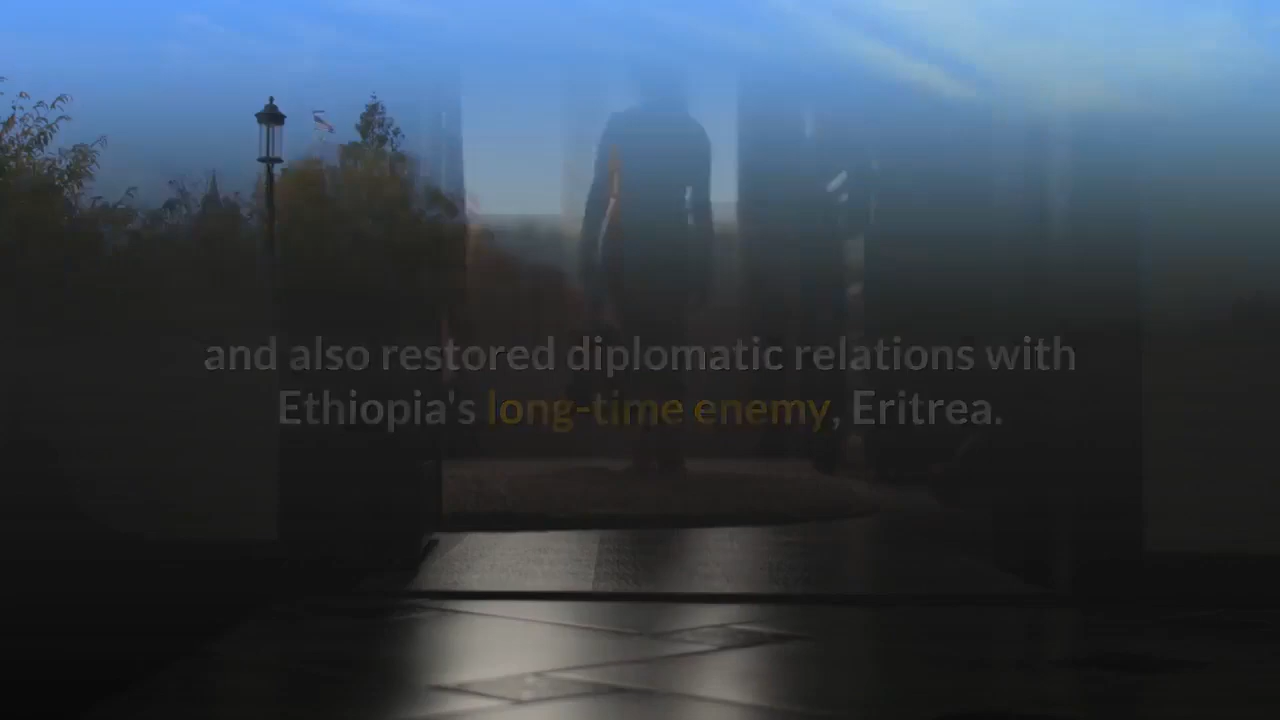 and also restored diplomatic relations with
Ethiopia's long-time enemy, Eritrea.